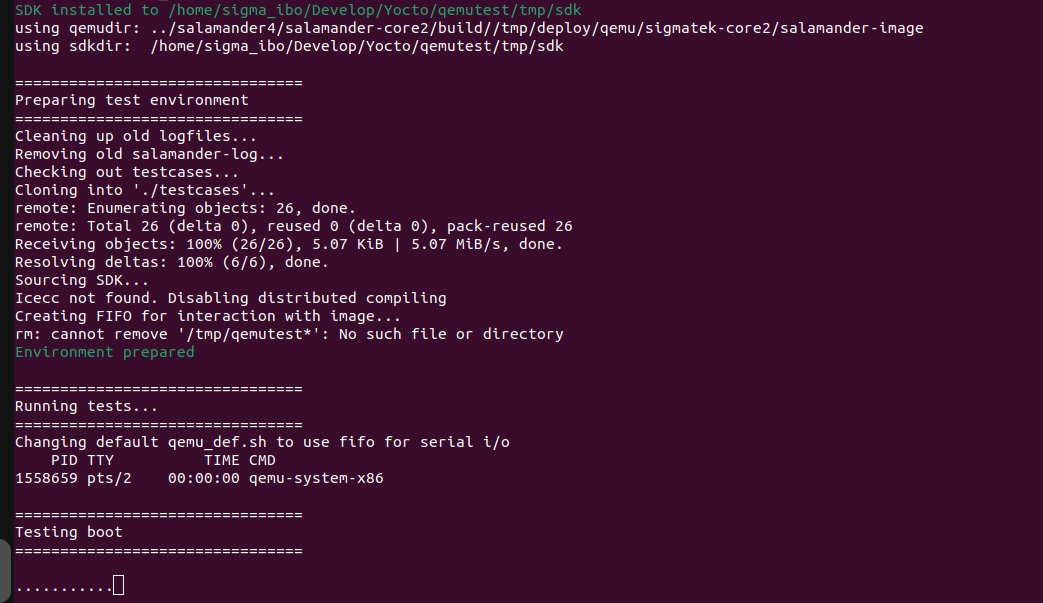 SDK installed to /home/sigma_ibo/Develop/Yocto/qemutest/tmp/sdk
using qemudir: ../salamander4/salamander-core2/build//tmp/deploy/qemu/sigmatek-core2/salamander-image
using sdkdir:  /home/sigma_ibo/Develop/Yocto/qemutest/tmp/sdk
================================
Preparing test environment
================================
Cleaning up old logfiles...
Removing old salamander-log...
Checking out testcases...
Cloning into './testcases'...
remote: Enumerating objects: 26, done.
remote: Total 26 (delta 0), reused 0 (delta 0), pack-reused 26
Receiving objects: 100% (26/26), 5.07 KiB | 5.07 MiB/s, done.
Resolving deltas: 100% (6/6), done.
Sourcing SDK...
Icecc not found. Disabling distributed compiling
Creating FIFO for interaction with image...
rm: cannot remove '/tmp/qemutest*': No such file or directory
Environment prepared
================================
Running tests...
================================
Changing default qemu_def.sh to use fifo for serial i/o
    PID TTY          TIME CMD
1558659 pts/2    00:00:00 qemu-system-x86
================================
Testing boot
================================
...........